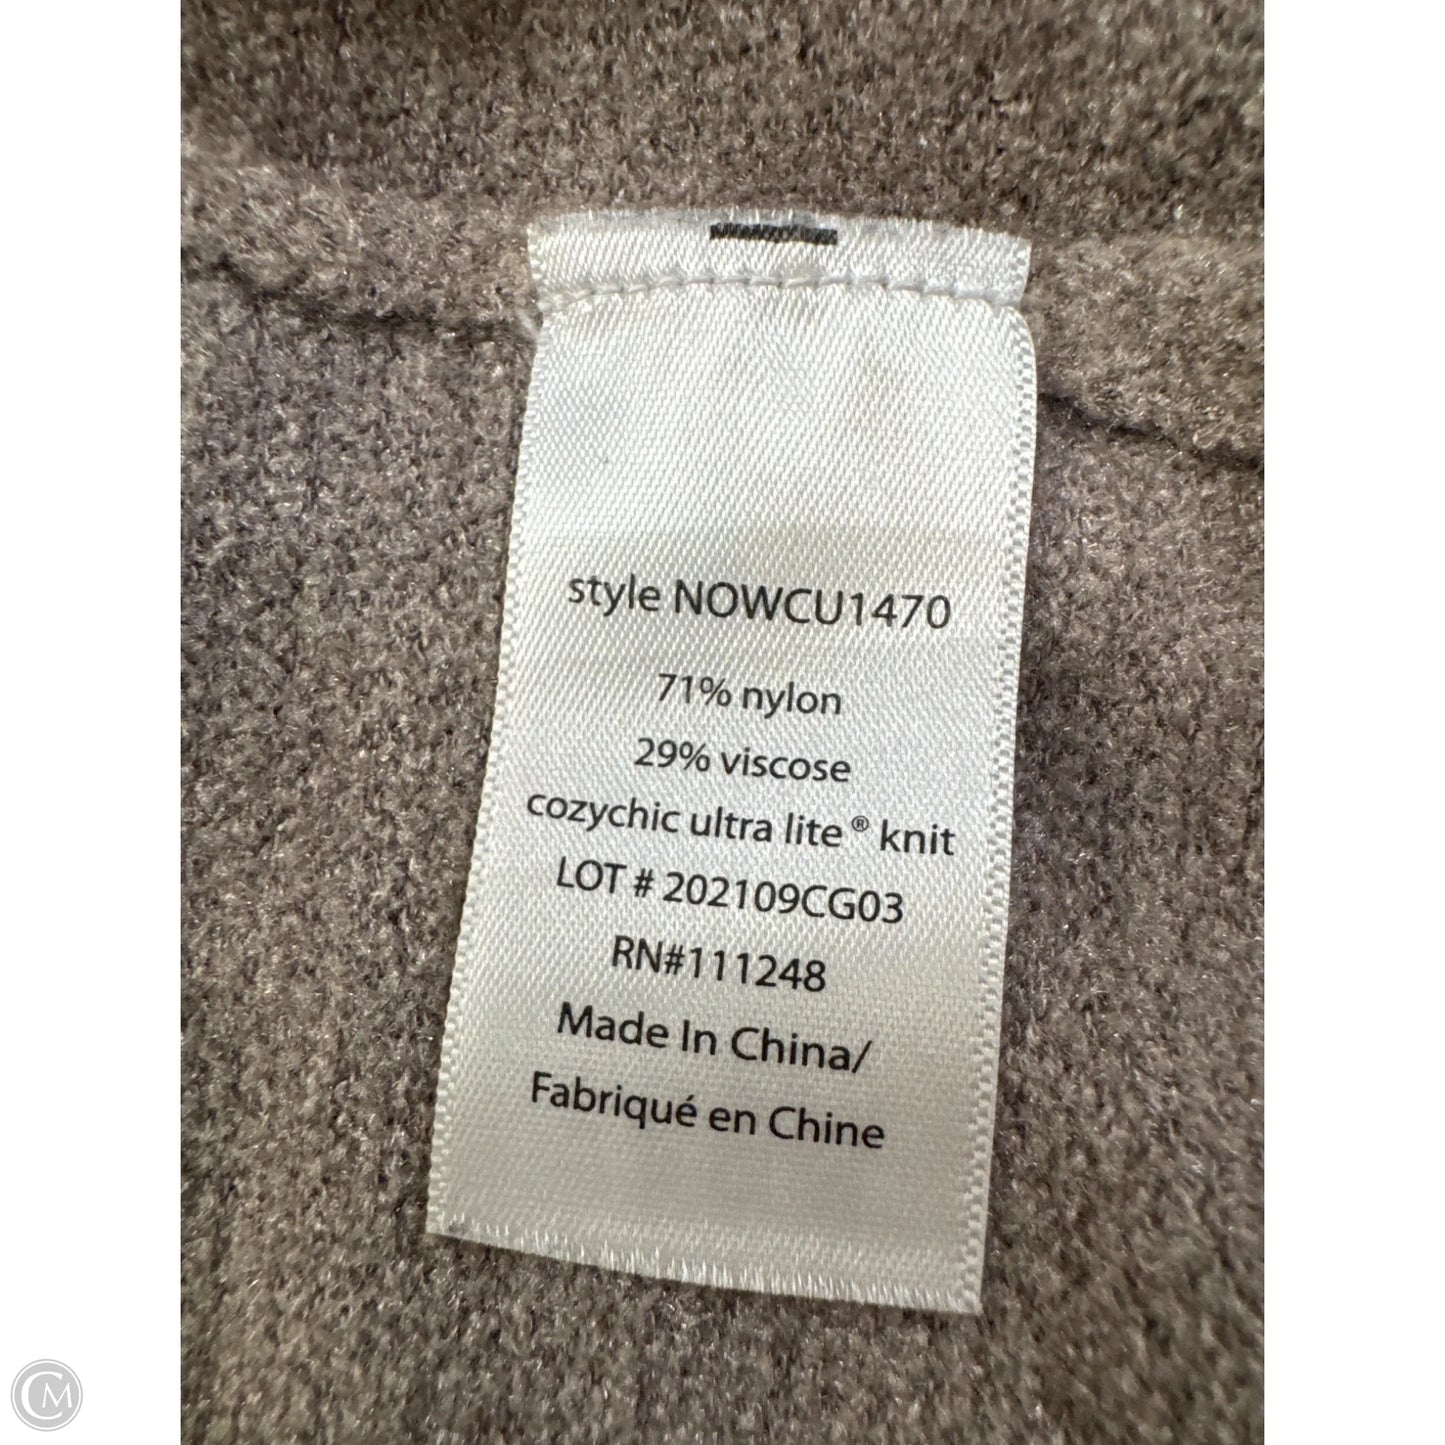 style NOWCU1470
71% nylon
29% viscose
cozychic ultra lite® knit
LOT # 202109CG03
RN#111248
Made In China/
Fabriqué en Chine
CM